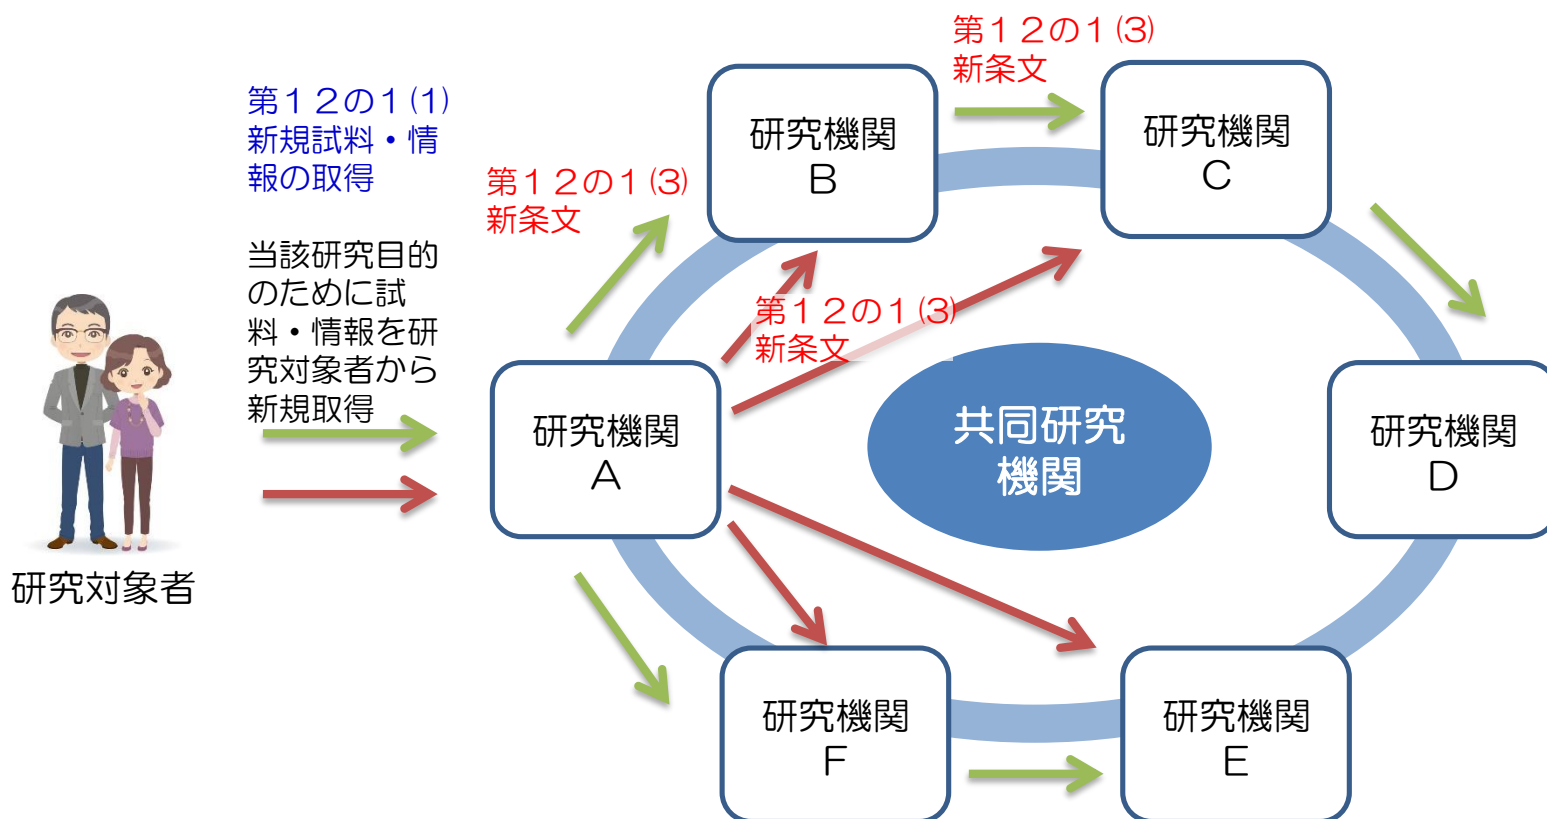 第１２の１⑶
新条文
第１２の１⑴
新規試料・情
報の取得
研究機関
B
研究機関
C
第１２の１⑶
新条文
当該研究目的
のために試
料・情報を研
究対象者から
新規取得
第１２の１⑶
新条文
研究機関
A
共同研究
機関
研究機関
D
研究対象者
研究機関
F
研究機関
E